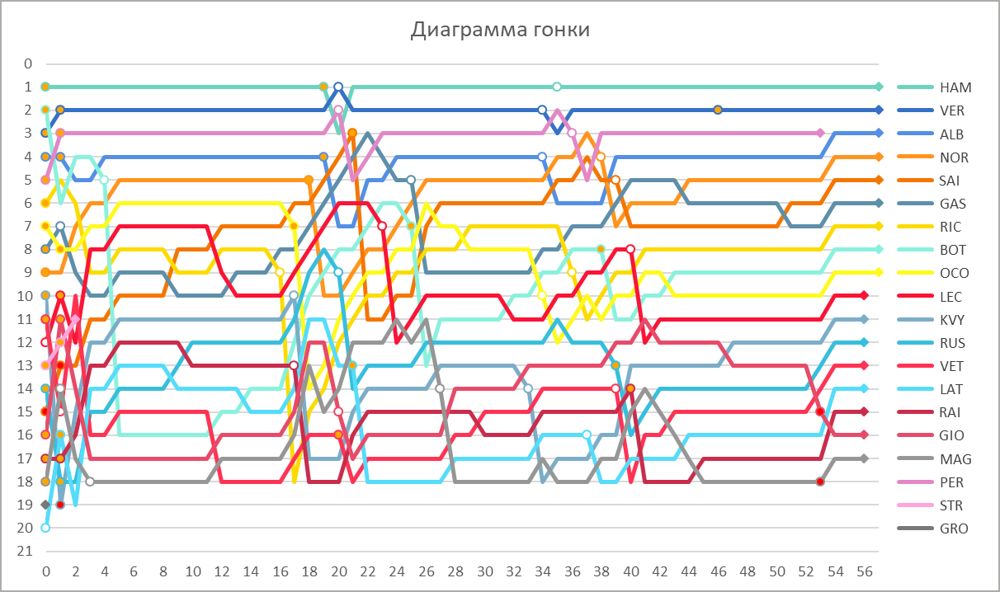 Диаграмма гонки
0
1
2
3
4
5
6
7
8
9
10
11
12
13
14
15
16
17
18
19
20
21
0 2 4 6 8 10 12 14 16 18 20 22 24 26 28 30 32 34 36 38 40 42 44 46 48 50 52 54 56
HAM
VER
ALB
NOR
SAI
GAS
RIC
BOT
OCO
LEC
KVY
RUS
VET
LAT
RAI
GIO
MAG
PER
STR
GRO